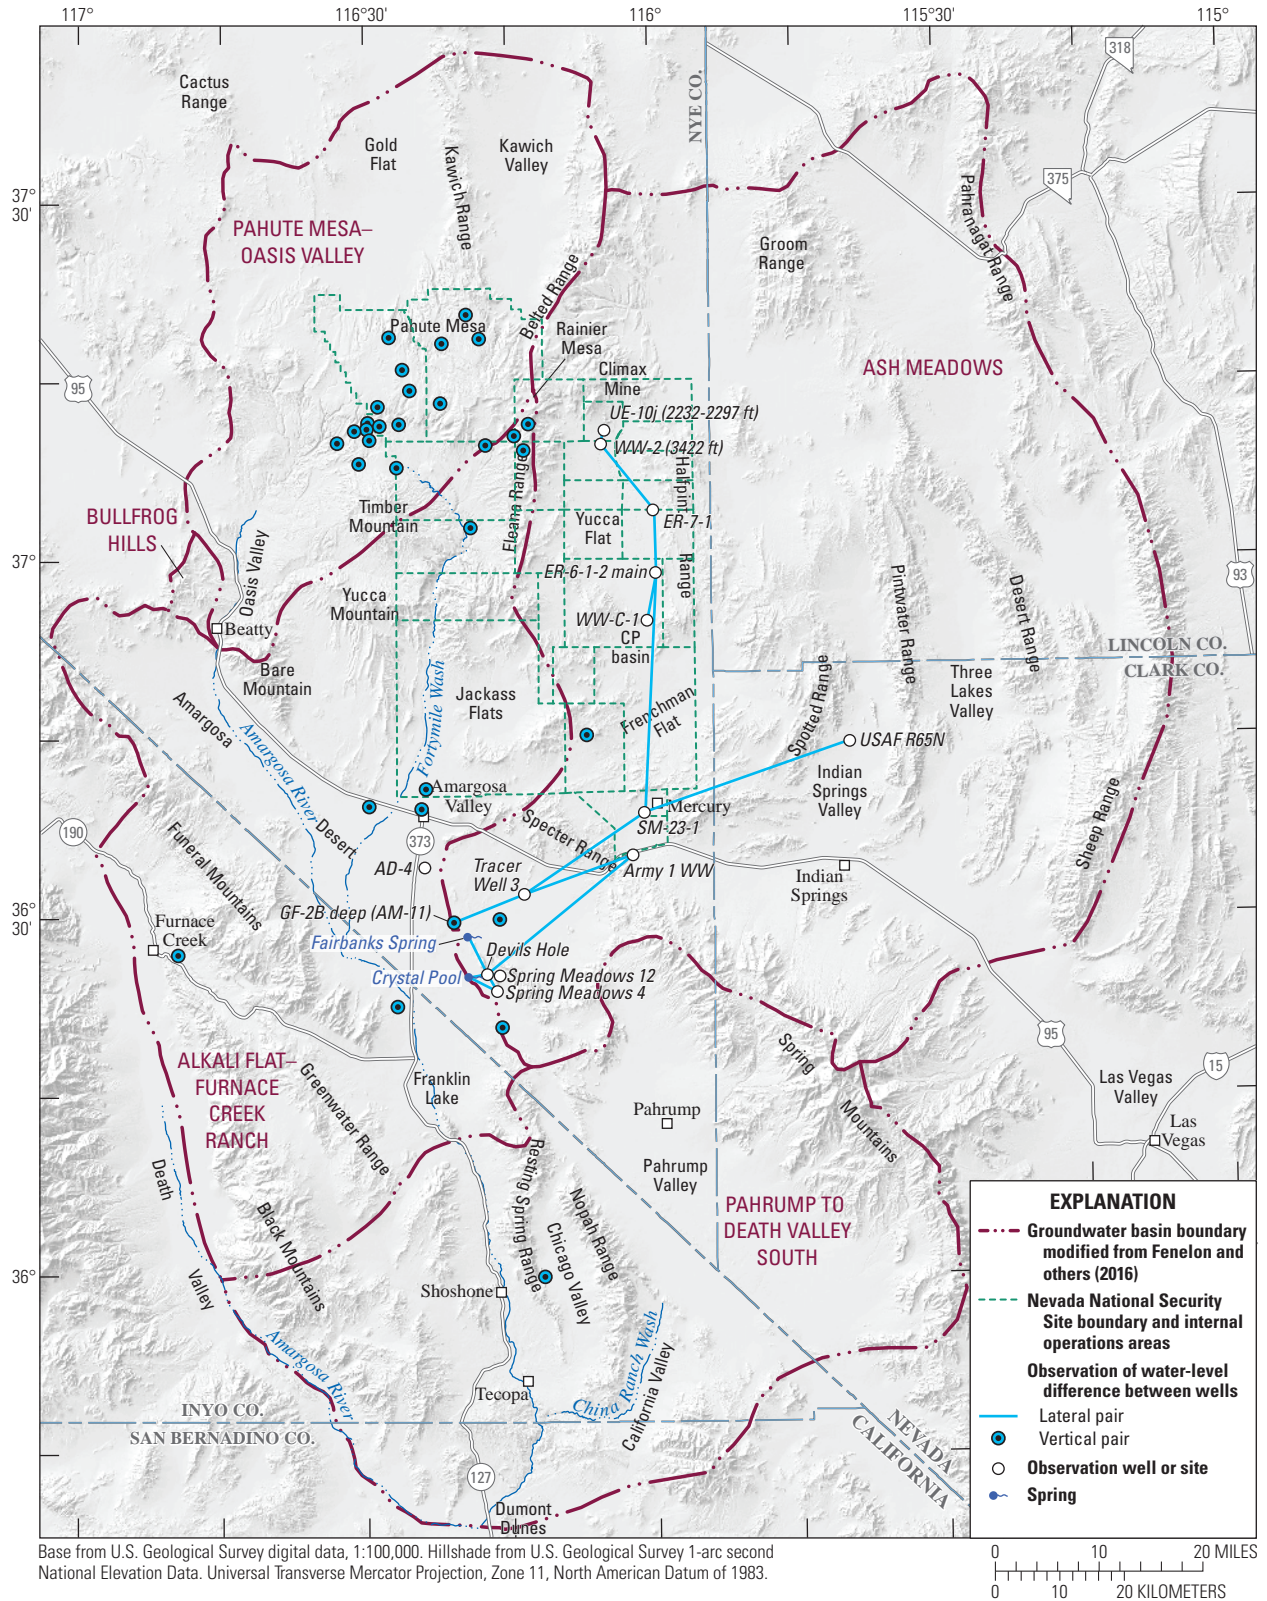 117°
116°30'
116°
115°30'
115°
318
Cactus
Range
NYE CO.
Gold
Flat
Kawich
Valley
Kawich Range
375
37°
30'
Pahranagat Range
PAHUTE MESA–
OASIS VALLEY
Groom
Range
Belted Range
Pahute Mesa
Rainier
Mesa
Climax
Mine
ASH MEADOWS
95
UE-10j (2232-2297 ft)
WW-2 (3422 ft)
Halfpint
Range
Eleana Range
Timber
Mountain
BULLFROG
HILLS
Yucca
Flat
ER-7-1
Oasis Valley
37°
ER-6-1-2 main
93
Pintwater Range
Desert Range
Yucca
Mountain
WW-C-1
CP
basin
Beatty
LINCOLN CO.
CLARK CO.
Bare
Mountain
Three
Lakes
Valley
Spotted Range
Jackass
Flats
Fortymile Wash
Frenchman
Flat
Amargosa
Desert
Amargosa River
USAF R65N
Indian
Springs
Valley
Amargosa
Valley
Mercury
SM-23-1
Specter Range
Sheep Range
190
Funeral Mountains
373
AD-4
Tracer
Well 3
Army 1 WW
Indian
Springs
GF-2B deep (AM-11)
36°
30'
Furnace
Creek
Fairbanks Spring
Devils Hole
Crystal Pool
Spring Meadows 12
Spring Meadows 4
95
Spring
Mountains
15
ALKALI FLAT–
FURNACE
CREEK
RANCH
Greenwater Range
Franklin
Lake
Las Vegas
Valley
Pahrump
Las
Vegas
Pahrump
Valley
Death
Valley
Resting Spring Range
Nopah Range
Chicago Valley
Black Mountains
PAHRUMP TO
DEATH VALLEY
SOUTH
36°
Shoshone
Amargosa River
China Ranch Wash
California Valley
Tecopa
INYO CO.
SAN BERNADINO CO.
NEVADA
CALIFORNIA
127
Dumont
Dunes
EXPLANATION
Groundwater basin boundary
modified from Fenelon and
others (2016)
Nevada National Security
Site boundary and internal
operations areas
Observation of water-level
difference between wells
Lateral pair
Vertical pair
Observation well or site
Spring
Base from U.S. Geological Survey digital data, 1:100,000. Hillshade from U.S. Geological Survey 1-arc second
National Elevation Data. Universal Transverse Mercator Projection, Zone 11, North American Datum of 1983.
0 10 20 MILES
0 10 20 KILOMETERS